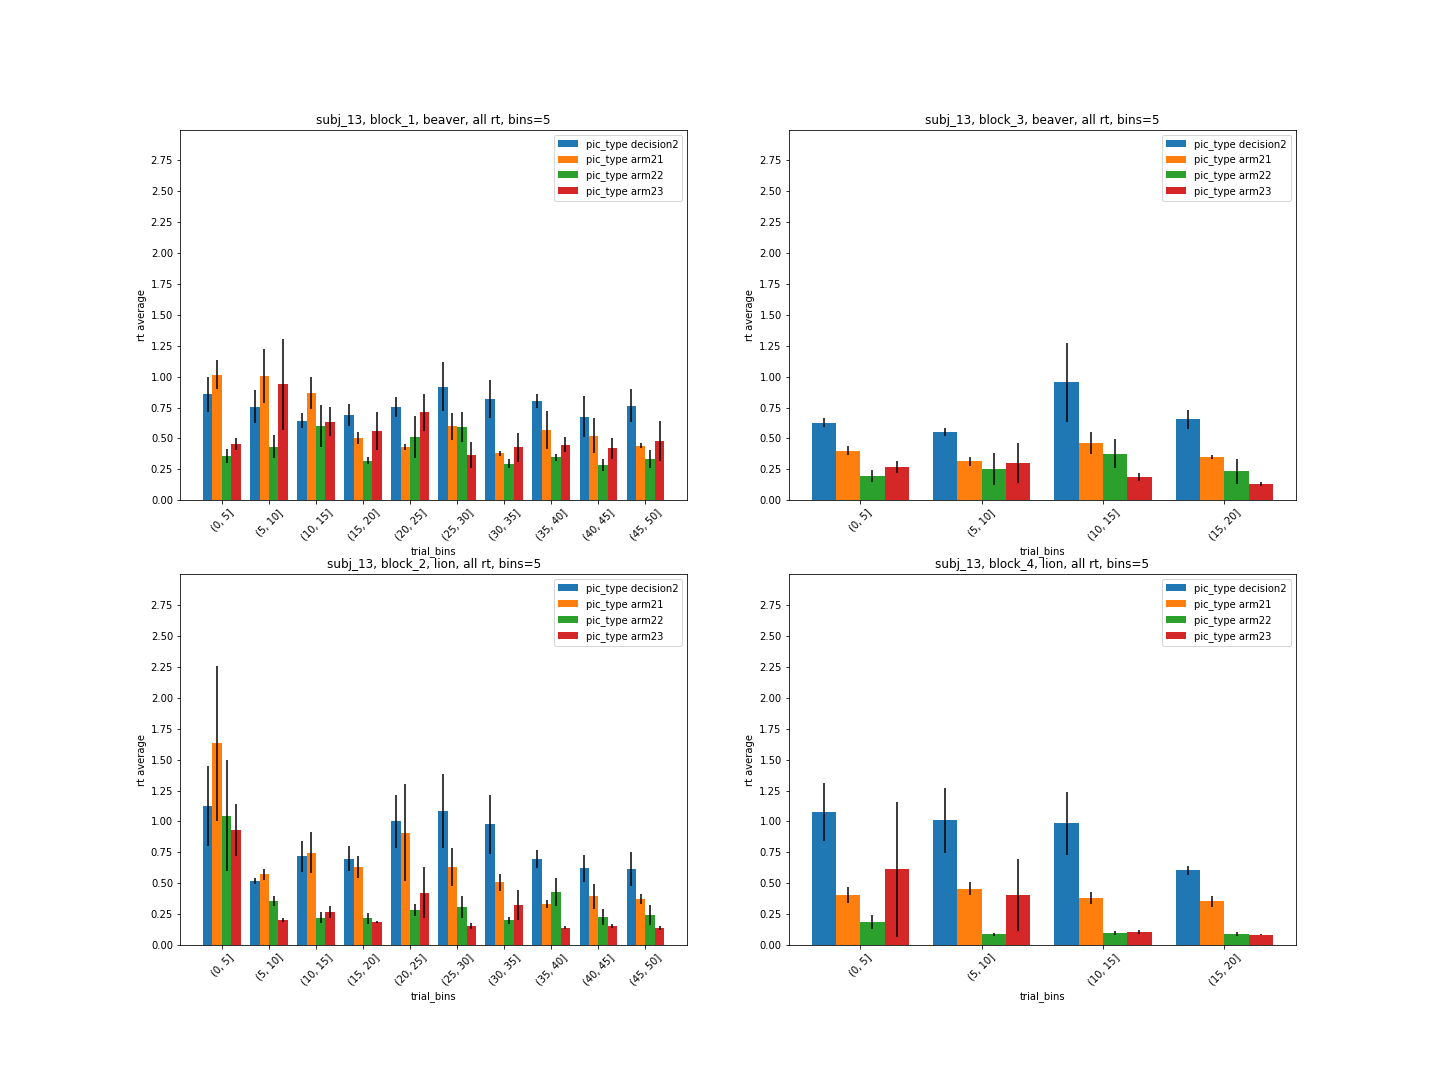 subj_13, block_1, beaver, all rt, bins=5
pic_type decision2
pic_type arm21
pic_type arm22
pic_type arm23
2.75
2.50
2.25
2.00
1.75
1.50
1.25
1.00
0.75
0.50
0.25
0.00
rt average
(0, 5]
(5, 10]
(10, 15]
(15, 20]
(20, 25]
(25, 30]
(30, 35]
(35, 40]
(40, 45]
(45, 50]
trial_bins
subj_13, block_3, beaver, all rt, bins=5
pic_type decision2
pic_type arm21
pic_type arm22
pic_type arm23
2.75
2.50
2.25
2.00
1.75
1.50
1.25
1.00
0.75
0.50
0.25
0.00
rt average
(0, 5]
(5, 10]
(10, 15]
(15, 20]
trial_bins
subj_13, block_2, lion, all rt, bins=5
pic_type decision2
pic_type arm21
pic_type arm22
pic_type arm23
2.75
2.50
2.25
2.00
1.75
1.50
1.25
1.00
0.75
0.50
0.25
0.00
rt average
(0, 5]
(5, 10]
(10, 15]
(15, 20]
(20, 25]
(25, 30]
(30, 35]
(35, 40]
(40, 45]
(45, 50]
trial_bins
subj_13, block_4, lion, all rt, bins=5
pic_type decision2
pic_type arm21
pic_type arm22
pic_type arm23
2.75
2.50
2.25
2.00
1.75
1.50
1.25
1.00
0.75
0.50
0.25
0.00
rt average
(0, 5]
(5, 10]
(10, 15]
(15, 20]
trial_bins